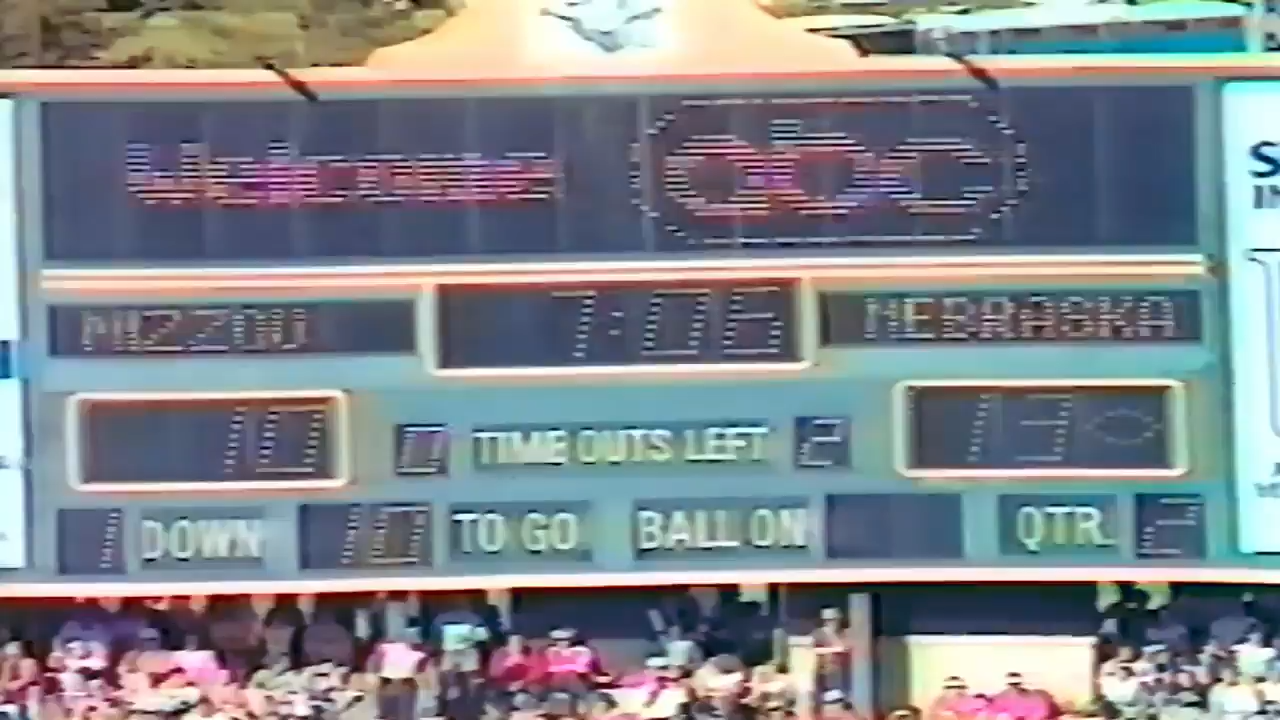 Welcome abc
MIZZOU 7:06 NEBRASKA
10 0 TIME OUTS LEFT 2 13
1 DOWN 10 TO GO BALL ON QTR. 2